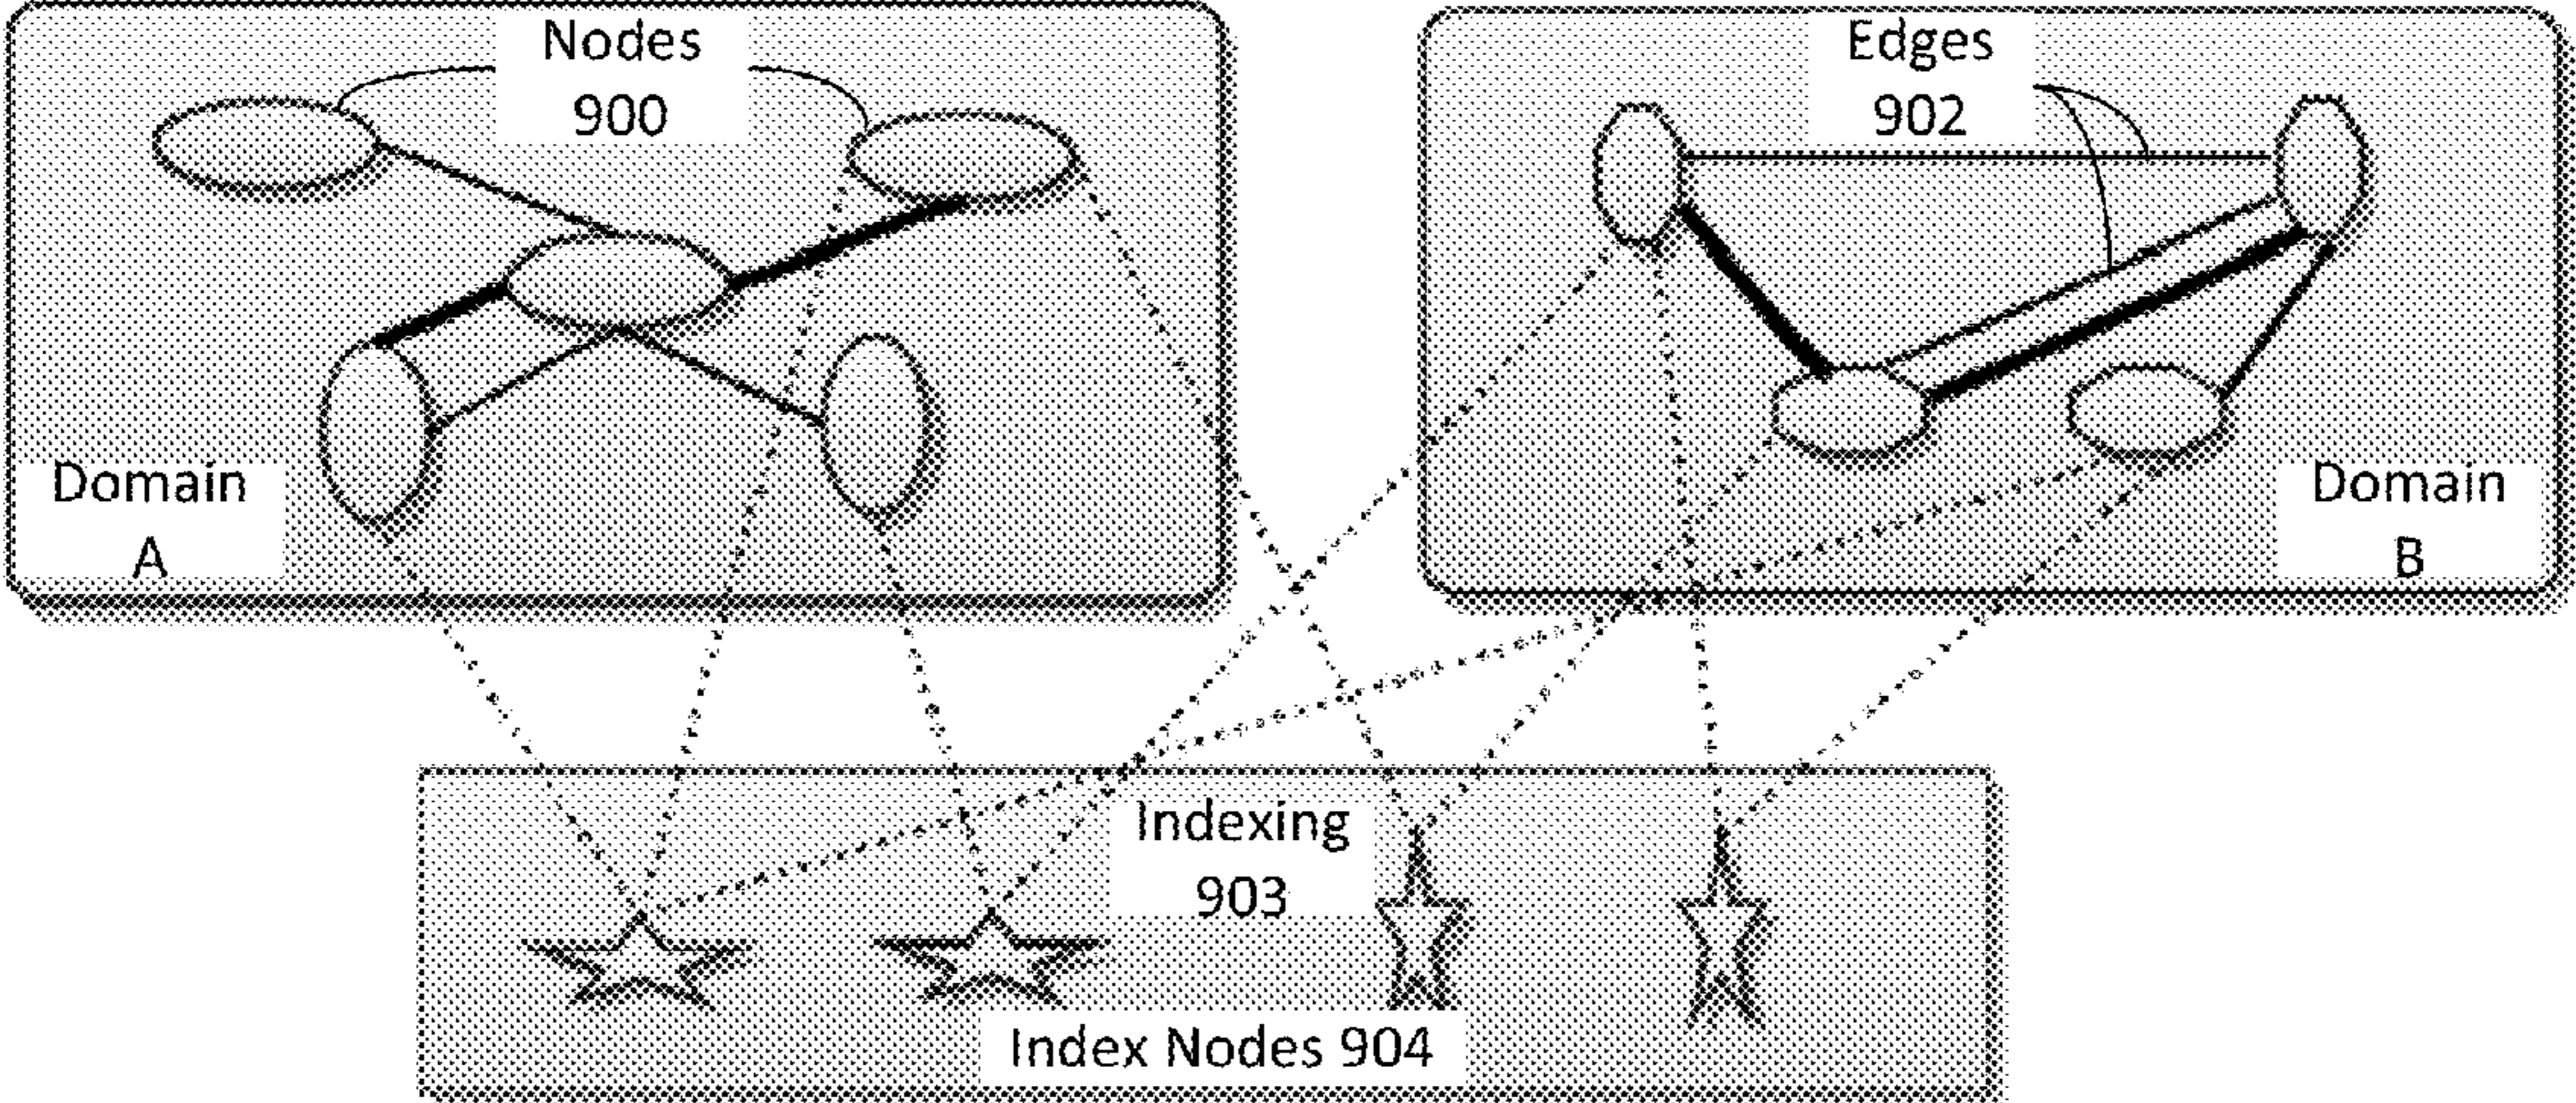 Nodes
900
Edges
902
Domain
A
Domain
B
Indexing
903
Index Nodes 904